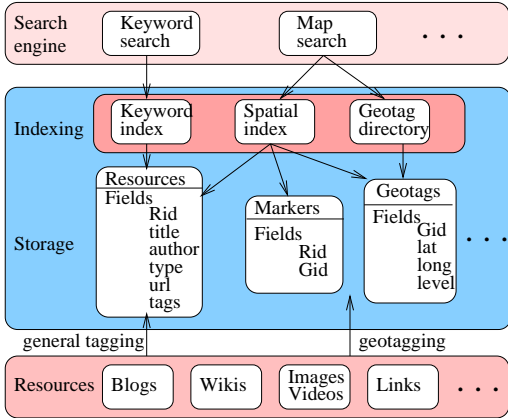 Search
engine
Keyword
search
Map
search
. . .
Indexing
Keyword
index
Spatial
index
Geotag
directory
Storage
Resources
Fields
Rid
title
author
type
url
tags
Markers
Fields
Rid
Gid
Geotags
Fields
Gid
lat
long
level
. . .
general tagging
geotagging
Resources
Blogs
Wikis
Images
Videos
Links
. . .